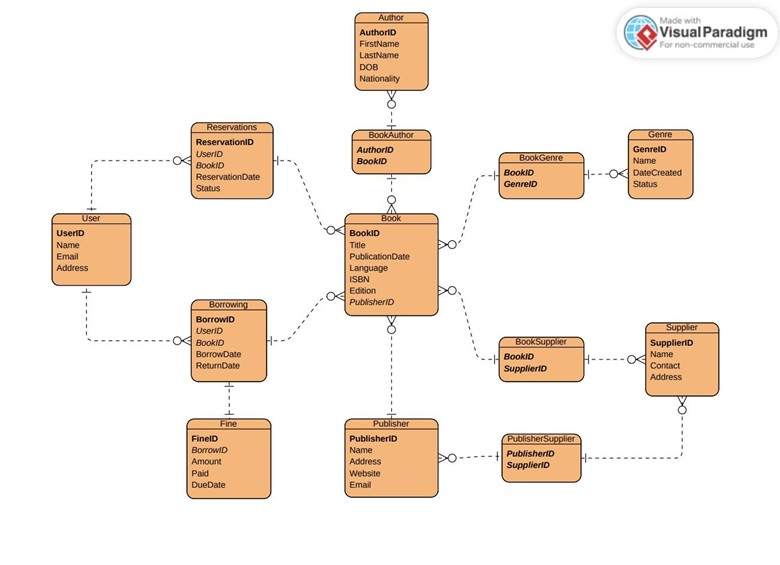 Made with
Visual Paradigm
For non-commercial use
Author
AuthorID
FirstName
LastName
DOB
Nationality
Reservations
ReservationID
UserID
BookID
ReservationDate
Status
BookAuthor
AuthorID
BookID
BookGenre
BookID
GenreID
Genre
GenreID
Name
DateCreated
Status
User
UserID
Name
Email
Address
Book
BookID
Title
PublicationDate
Language
ISBN
Edition
PublisherID
Borrowing
BorrowID
UserID
BookID
BorrowDate
ReturnDate
BookSupplier
BookID
SupplierID
Supplier
SupplierID
Name
Contact
Address
Fine
FineID
BorrowID
Amount
Paid
DueDate
Publisher
PublisherID
Name
Address
Website
Email
PublisherSupplier
PublisherID
SupplierID